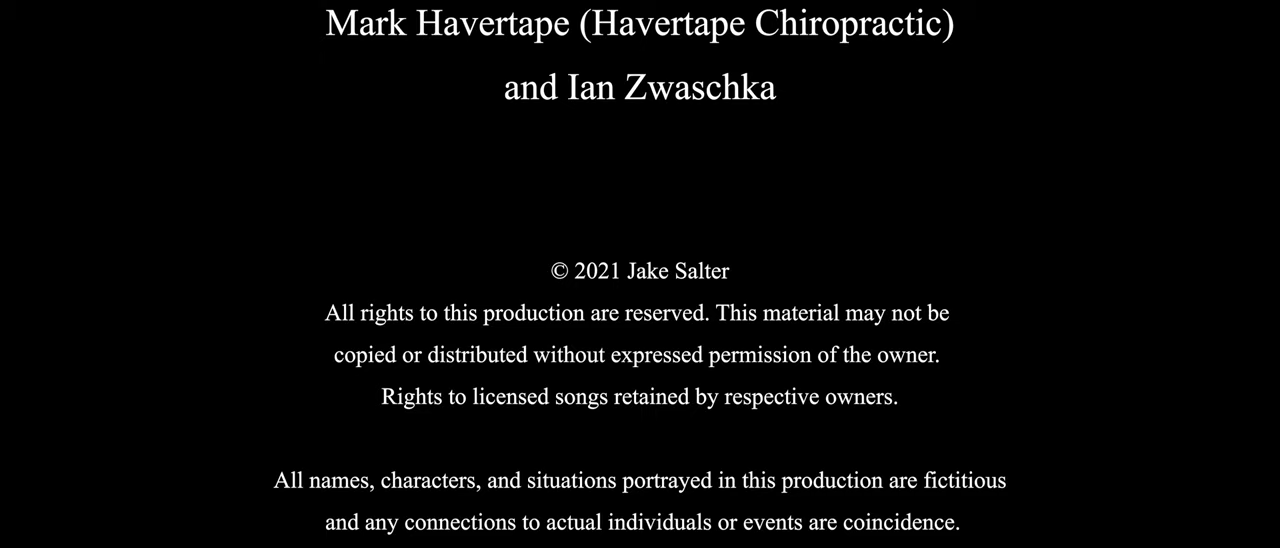 Mark Havertape (Havertape Chiropractic)
and Ian Zwaschka
© 2021 Jake Salter
All rights to this production are reserved. This material may not be
copied or distributed without expressed permission of the owner.
Rights to licensed songs retained by respective owners.
All names, characters, and situations portrayed in this production are fictitious
and any connections to actual individuals or events are coincidence.